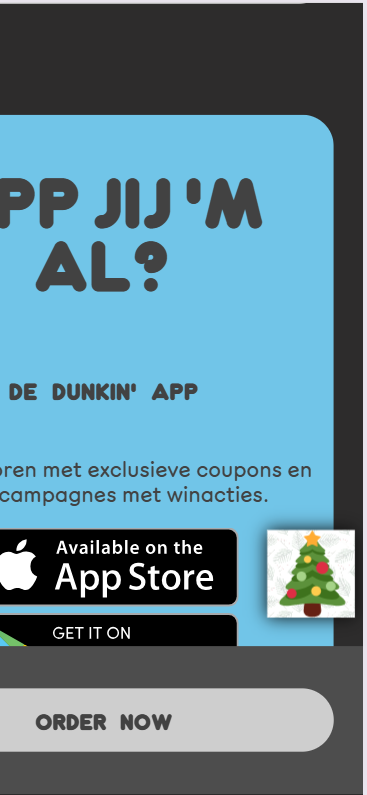 PP JIJ 'M
AL?
DE DUNKIN' APP
oren met exclusieve coupons en
campagnes met winacties.
Available on the
App Store
GET IT ON
ORDER NOW